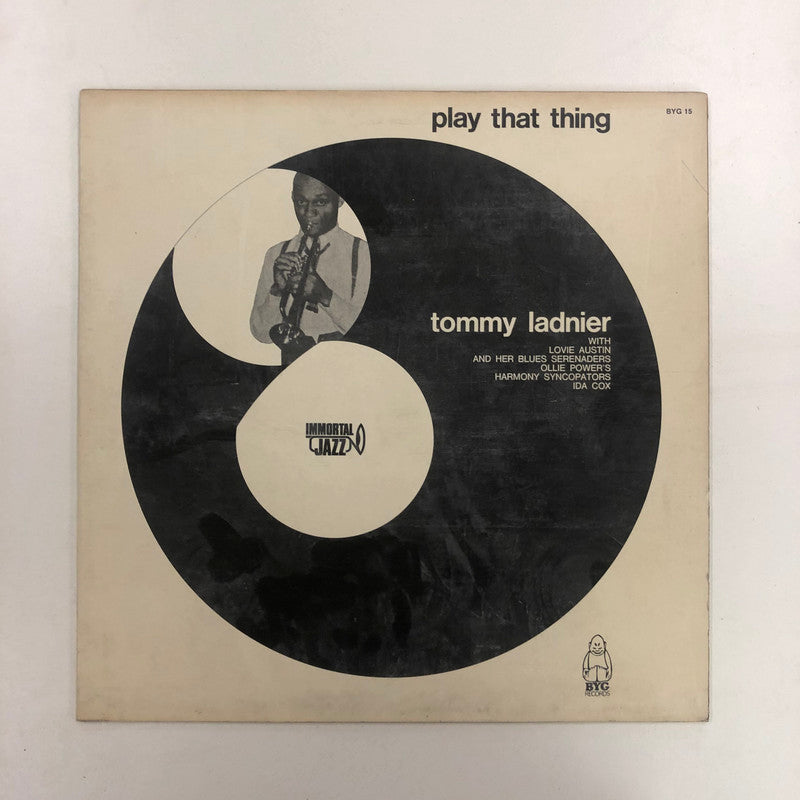 play that thing
BYG 15
tommy ladnier
WITH
LOVIE AUSTIN
AND HER BLUES SERENADERS
OLLIE POWER'S
HARMONY SYNCOPATORS
IDA COX
IMMORTAL
JAZZ
BYG
RECORDS